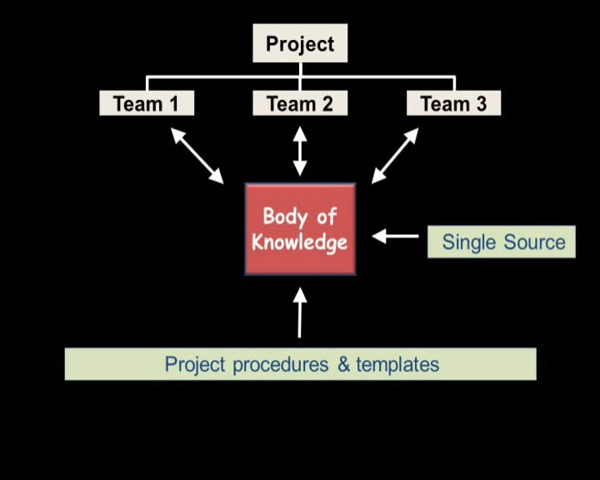 Project
Team 1
Team 2
Team 3
Body of
Knowledge
Single Source
Project procedures & templates